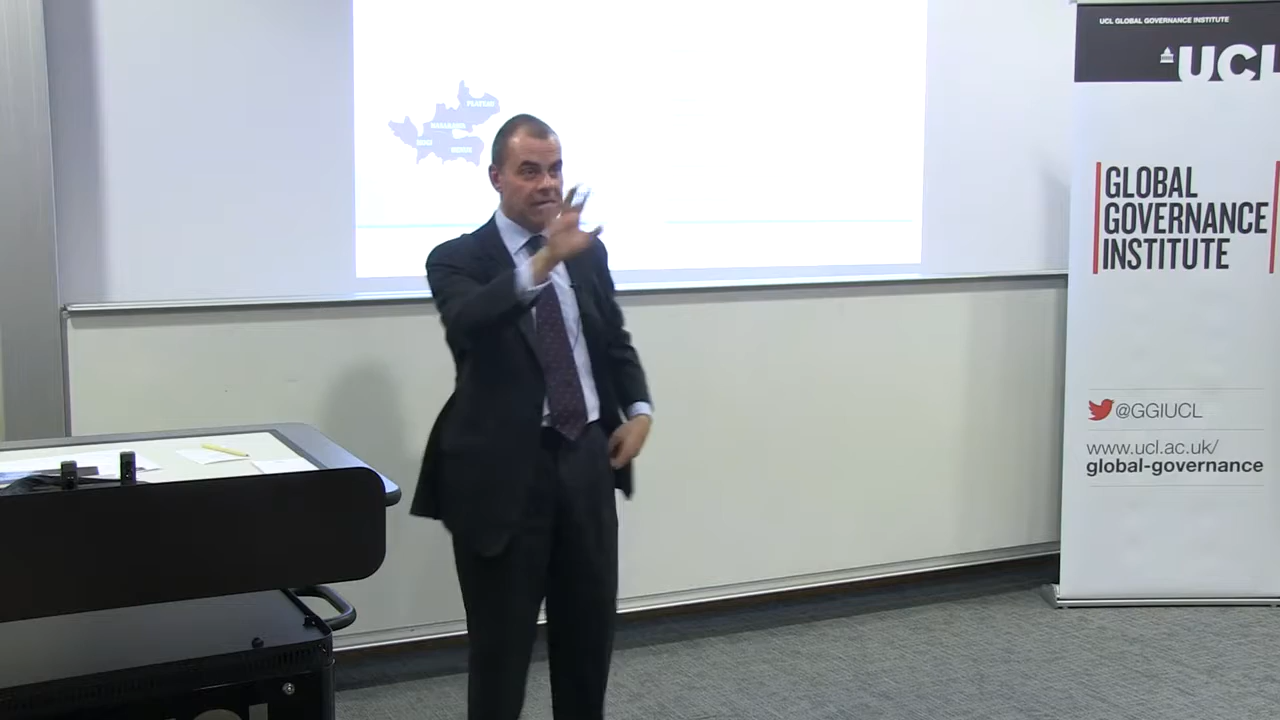 UCL GLOBAL GOVERNANCE INSTITUTE
UCL
GLOBAL
GOVERNANCE
INSTITUTE
@GGIUCL
www.ucl.ac.uk/
global-governance